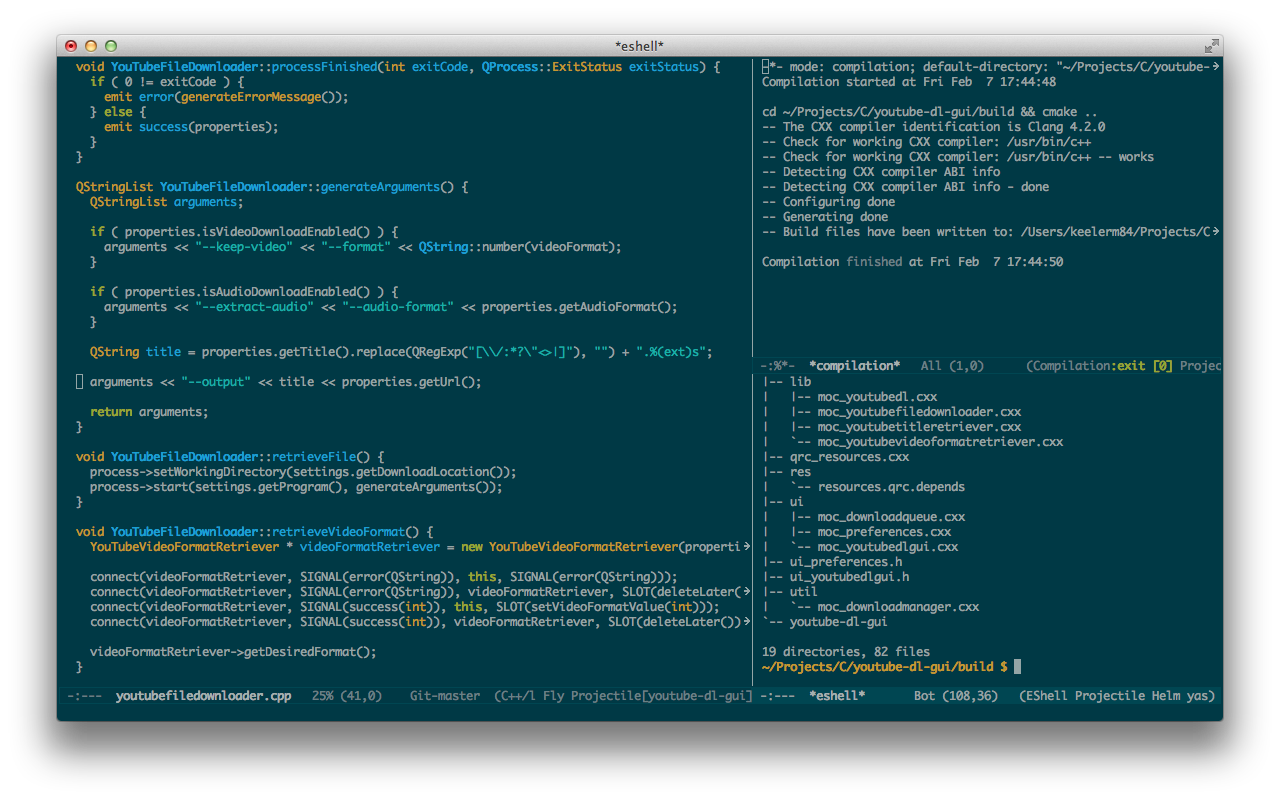 *eshell*
void YouTubeFileDownloader::processFinished(int exitCode, QProcess::ExitStatus exitStatus) {
  if ( 0 != exitCode ) {
    emit error(generateErrorMessage());
  } else {
    emit success(properties);
  }
}

QStringList YouTubeFileDownloader::generateArguments() {
  QStringList arguments;

  if ( properties.isVideoDownloadEnabled() ) {
    arguments << "--keep-video" << "--format" << QString::number(videoFormat);
  }

  if ( properties.isAudioDownloadEnabled() ) {
    arguments << "--extract-audio" << "--audio-format" << properties.getAudioFormat();
  }

  QString title = properties.getTitle().replace(QRegExp("[\\/:*?\"<>|]"), "") + ".%(ext)s";

  arguments << "--output" << title << properties.getUrl();

  return arguments;
}

void YouTubeFileDownloader::retrieveFile() {
  process->setWorkingDirectory(settings.getDownloadLocation());
  process->start(settings.getProgram(), generateArguments());
}

void YouTubeFileDownloader::retrieveVideoFormat() {
  YouTubeVideoFormatRetriever * videoFormatRetriever = new YouTubeVideoFormatRetriever(properti

  connect(videoFormatRetriever, SIGNAL(error(QString)), this, SIGNAL(error(QString)));
  connect(videoFormatRetriever, SIGNAL(error(QString)), videoFormatRetriever, SLOT(deleteLater(
  connect(videoFormatRetriever, SIGNAL(success(int)), this, SLOT(setVideoFormatValue(int)));
  connect(videoFormatRetriever, SIGNAL(success(int)), videoFormatRetriever, SLOT(deleteLater())

  videoFormatRetriever->getDesiredFormat();
}
-:---  youtubefiledownloader.cpp   25% (41,0)    Git-master  (C++/l Fly Projectile[youtube-dl-gui]
-*- mode: compilation; default-directory: "~/Projects/C/youtube-
Compilation started at Fri Feb  7 17:44:48

cd ~/Projects/C/youtube-dl-gui/build && cmake ..
-- The CXX compiler identification is Clang 4.2.0
-- Check for working CXX compiler: /usr/bin/c++
-- Check for working CXX compiler: /usr/bin/c++ -- works
-- Detecting CXX compiler ABI info
-- Detecting CXX compiler ABI info - done
-- Configuring done
-- Generating done
-- Build files have been written to: /Users/keelerm84/Projects/C

Compilation finished at Fri Feb  7 17:44:50
-:%*-  *compilation*   All (1,0)      (Compilation:exit [0] Projec
|-- lib
|   |-- moc_youtubedl.cxx
|   |-- moc_youtubefiledownloader.cxx
|   |-- moc_youtubetitleretriever.cxx
|   `-- moc_youtubevideoformatretriever.cxx
|-- qrc_resources.cxx
|-- res
|   `-- resources.qrc.depends
|-- ui
|   |-- moc_downloadqueue.cxx
|   |-- moc_preferences.cxx
|   `-- moc_youtubedlgui.cxx
|-- ui_preferences.h
|-- ui_youtubedlgui.h
|-- util
|   `-- moc_downloadmanager.cxx
`-- youtube-dl-gui

19 directories, 82 files
~/Projects/C/youtube-dl-gui/build $
-:---  *eshell*       Bot (108,36)   (EShell Projectile Helm yas)